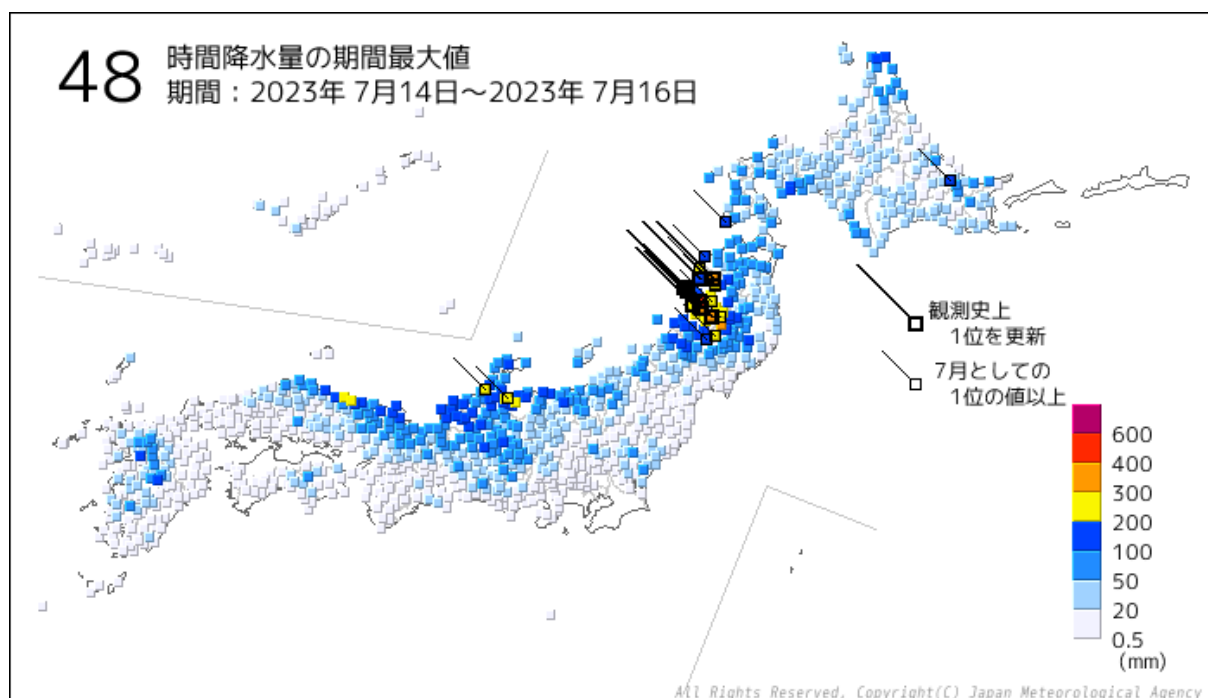 48
時間降水量の期間最大値
期間：2023年 7月14日～2023年 7月16日
観測史上
1位を更新
7月としての
1位の値以上
600
400
300
200
100
50
20
0.5
(mm)
All Rights Reserved. Copyright(C) Japan Meteorological Agency